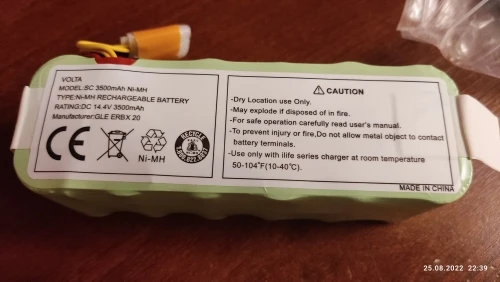 VOLTA
MODEL:SC 3500mAh Ni-MH
TYPE:Ni-MH RECHARGEABLE BATTERY
RATING:DC 14.4V 3500mAh
Manufacturer:GLE ERBX 20
CE
Ni-MH
RECYCLE
1.800.822.8837
CAUTION
-Dry Location use Only.
-May explode if disposed of in fire.
-For safe operation carefully read user's manual.
-To prevent injury or fire,Do not allow metal object to contact
battery terminals.
-Use only with ilife series charger at room temperature
50-104°F(10-40°C).
MADE IN CHINA
25.08.2022 22:39